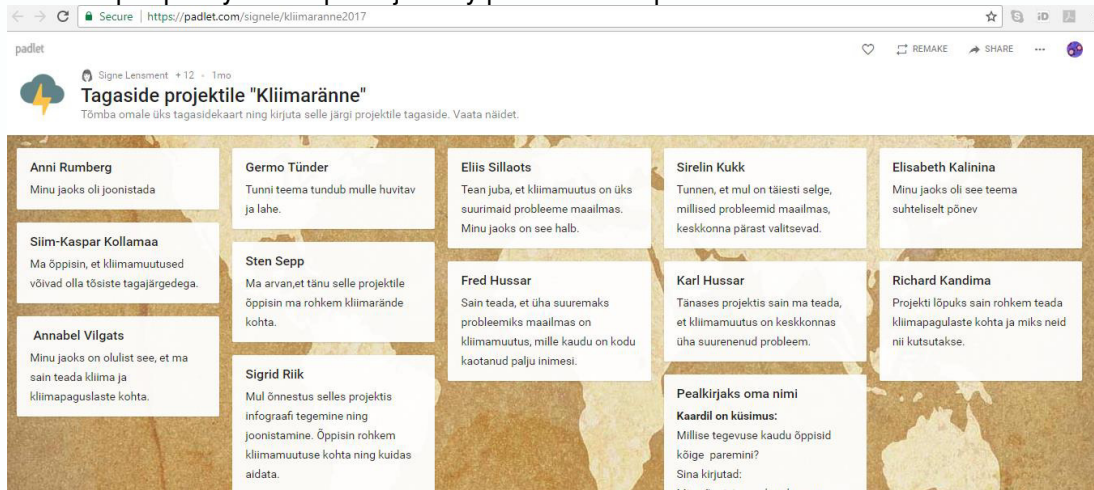 Secure | https://padlet.com/signele/kliimaranne2017
padlet
REMAKE
SHARE
Signe Lensment + 12 - 1mo
Tagaside projektile "Kliimaränne"
Tõmba omale üks tagasidekaart ning kirjuta selle järgi projektile tagaside. Vaata näidet.
Anni Rumberg
Minu jaoks oli joonistada
Siim-Kaspar Kollamaa
Ma õppisin, et kliimamuutused
võivad olla tõsiste tagajärgedega.
Annabel Vilgats
Minu jaoks on olulist see, et ma
sain teada kliima ja
kliimapaguslaste kohta.
Germo Tünder
Tunni teema tundub mulle huvitav
ja lahe.
Sten Sepp
Ma arvan,et tänu selle projektile
õppisin ma rohkem kliimarände
kohta.
Sigrid Riik
Mul õnnestus selles projektis
infograafi tegemine ning
joonistamine. Õppisin rohkem
kliimamuutuse kohta ning kuidas
aidata.
Eliis Sillaots
Tean juba, et kliimamuutus on üks
suurimaid probleeme maailmas.
Minu jaoks on see halb.
Fred Hussar
Sain teada, et üha suuremaks
probleemiks maailmas on
kliimamuutus, mille kaudu on kodu
kaotanud palju inimesi.
Sirelin Kukk
Tunnen, et mul on täiesti selge,
millised probleemid maailmas,
keskkonna pärast valitsevad.
Karl Hussar
Tänases projektis sain ma teada,
et kliimamuutus on keskkonnas
üha suurenenud probleem.
Pealkirjaks oma nimi
Kaardil on küsimus:
Millise tegevuse kaudu õppisid
kõige paremini?
Sina kirjutad:
Elisabeth Kalinina
Minu jaoks oli see teema
suhteliselt põnev
Richard Kandima
Projekti lõpuks sain rohkem teada
kliimapagulaste kohta ja miks neid
nii kutsutakse.